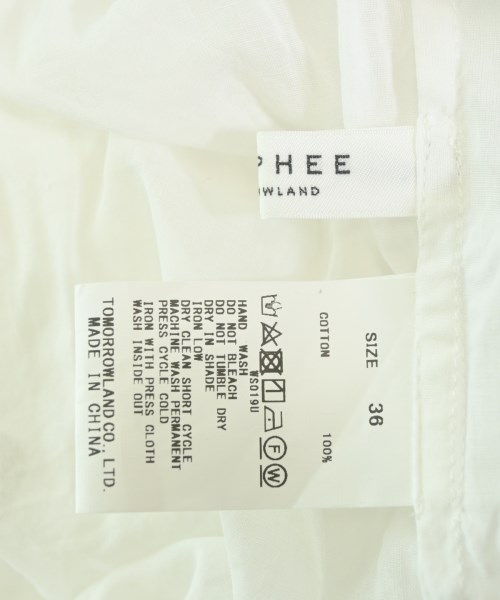 PHEE
OWLAND
SIZE 36
COTTON 100%
WS019U
HAND WASH
DO NOT BLEACH
DO NOT TUMBLE DRY
DRY IN SHADE
IRON LOW
DRY CLEAN SHORT CYCLE
MACHINE WASH PERMANENT
PRESS CYCLE COLD
IRON WITH PRESS CLOTH
WASH INSIDE OUT
TOMORROWLAND CO., LTD.
MADE IN CHINA